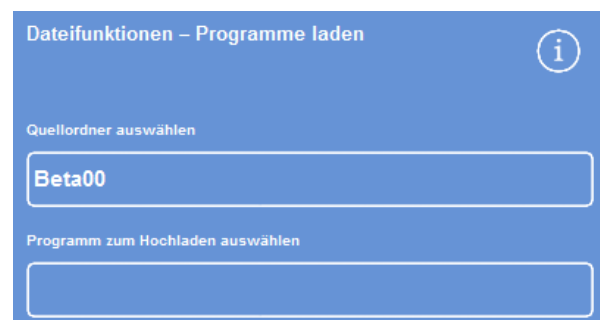 Dateifunktionen – Programme laden
i
Quellordner auswählen
Beta00
Programm zum Hochladen auswählen